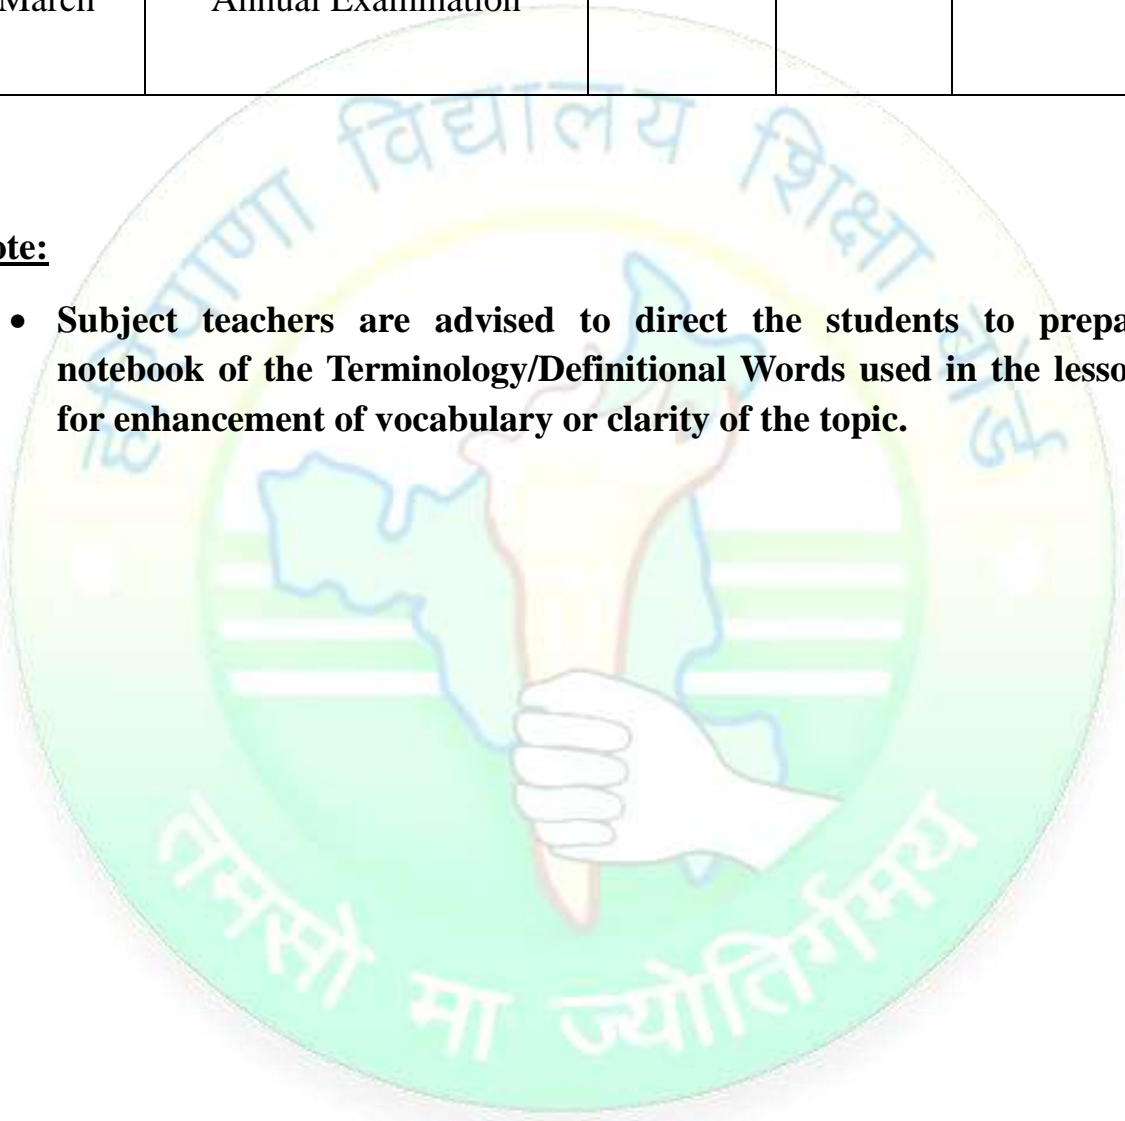 March Annual Examination
ote:
• Subject teachers are advised to direct the students to prepa
notebook of the Terminology/Definitional Words used in the lesso
for enhancement of vocabulary or clarity of the topic.
हरियाणा विद्यालय शिक्षा बोर्ड
तमसो मा ज्योतिर्गमय